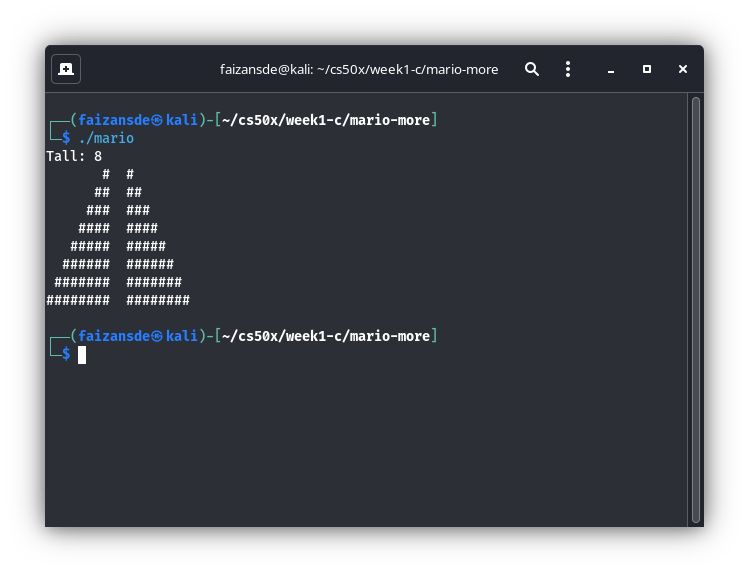 faizansde@kali: ~/cs50x/week1-c/mario-more
┌──(faizansde㉿kali)-[~/cs50x/week1-c/mario-more]
└─$ ./mario
Tall: 8
       #  #
      ##  ##
     ###  ###
    ####  ####
   #####  #####
  ######  ######
 #######  #######
########  ########
┌──(faizansde㉿kali)-[~/cs50x/week1-c/mario-more]
└─$